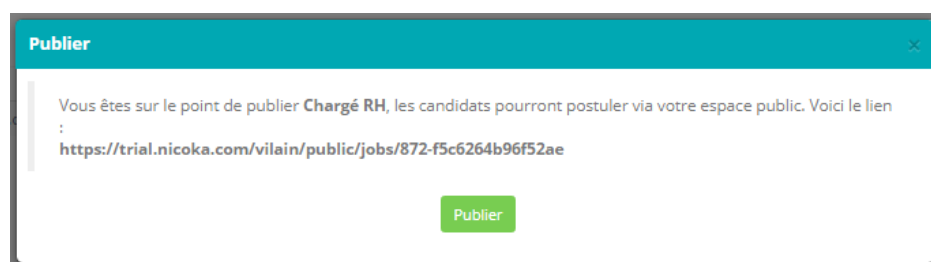 Publier
×
Vous êtes sur le point de publier Chargé RH, les candidats pourront postuler via votre espace public. Voici le lien
:
https://trial.nicoka.com/vilain/public/jobs/872-f5c6264b96f52ae
Publier